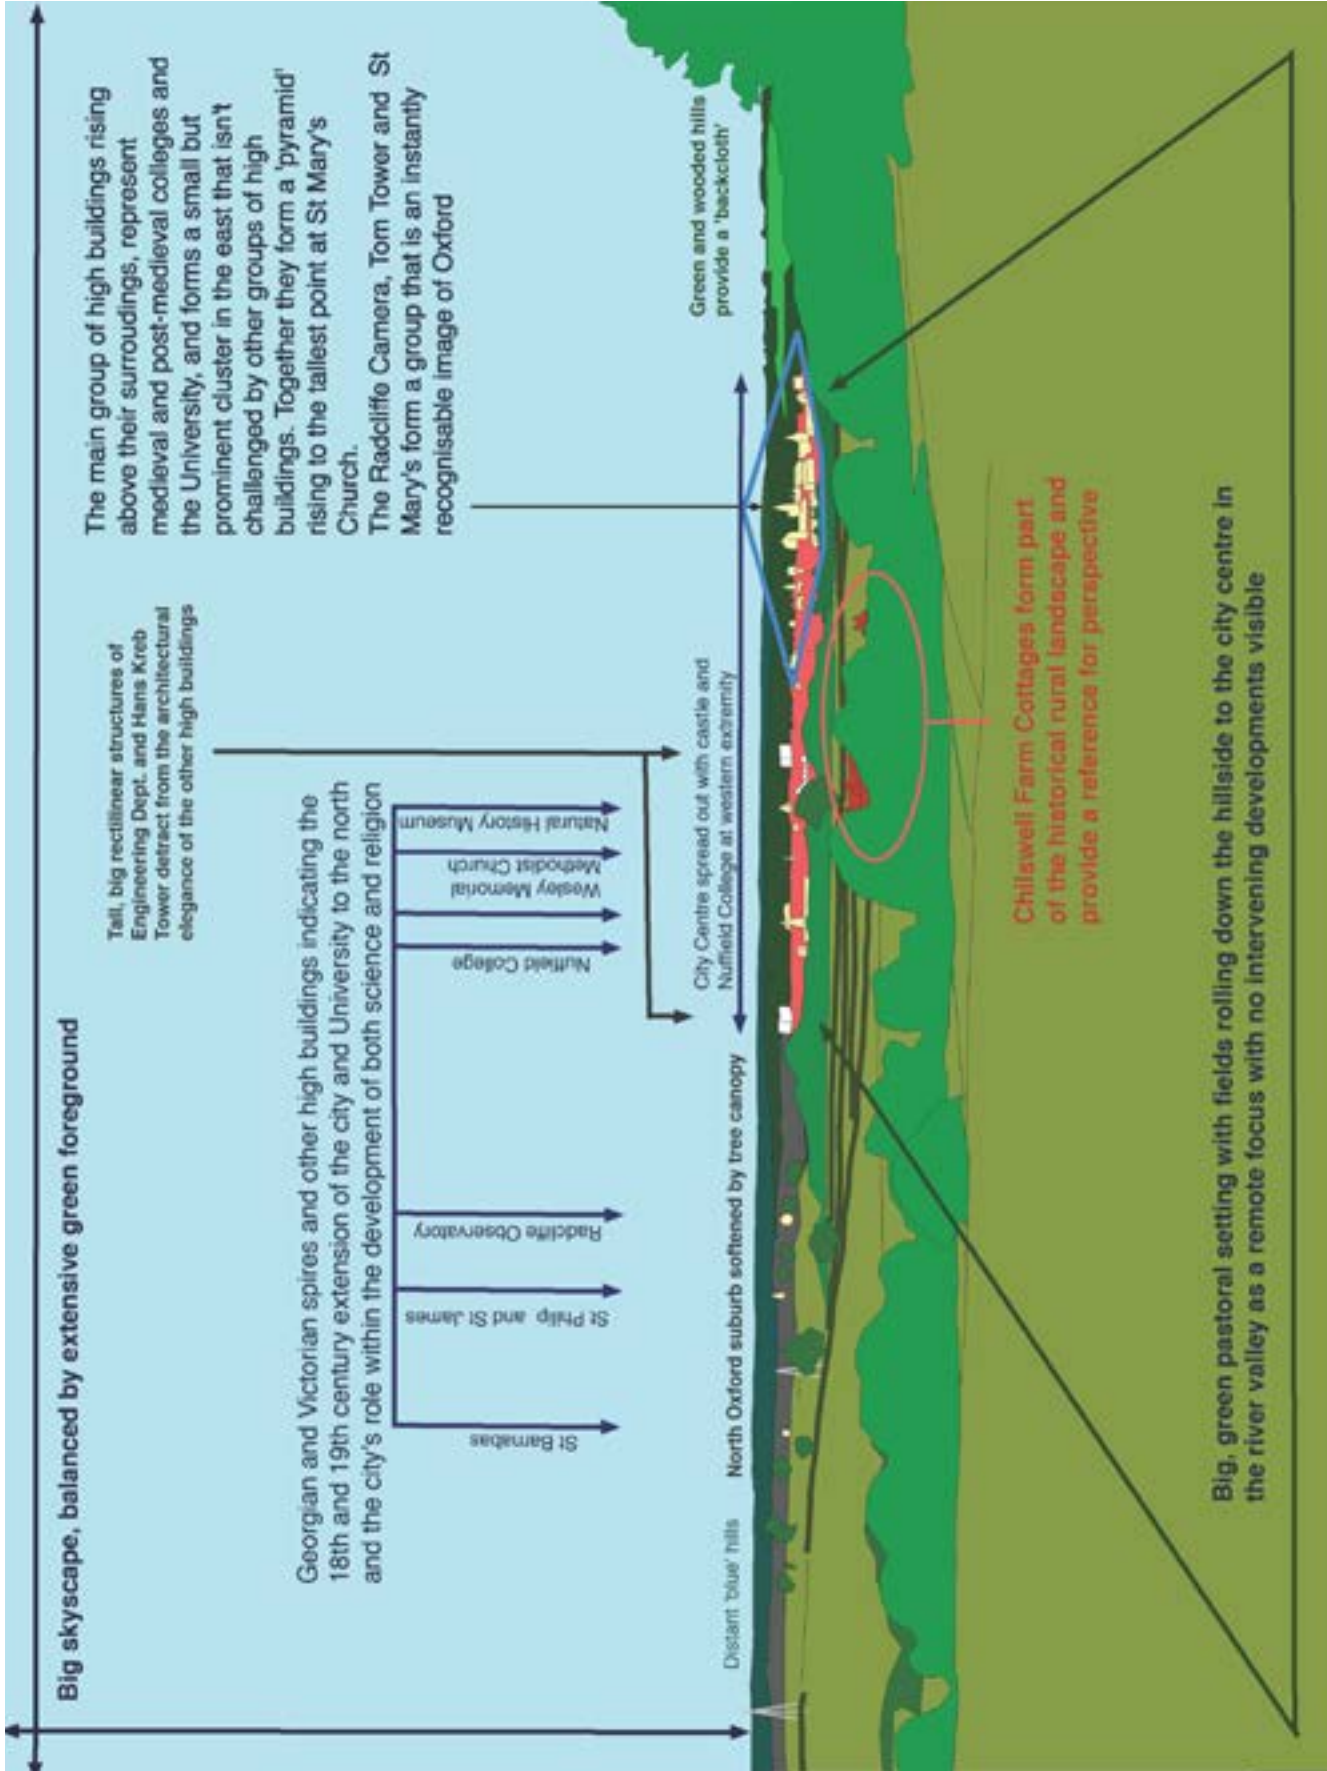 Big skyscape, balanced by extensive green foreground
Tall, big rectilinear structures of
Engineering Dept. and Hans Kreb
Tower detract from the architectural
elegance of the other high buildings
The main group of high buildings rising
above their surroudings, represent
medieval and post-medieval colleges and
the University, and forms a small but
prominent cluster in the east that isn't
challenged by other groups of high
buildings. Together they form a 'pyramid'
rising to the tallest point at St Mary's
Church.
The Radcliffe Camera, Tom Tower and St
Mary's form a group that is an instantly
recognisable image of Oxford
Georgian and Victorian spires and other high buildings indicating the
18th and 19th century extension of the city and University to the north
and the city's role within the development of both science and religion
St Barnabas
St Philip and St James
Radcliffe Observatory
Nuffield College
Wesley Memorial
Methodist Church
Natural History Museum
Distant 'blue' hills
North Oxford suburb softened by tree canopy
City Centre spread out with castle and
Nuffield College at western extremity
Green and wooded hills
provide a 'backcloth'
Chilswell Farm Cottages form part
of the historical rural landscape and
provide a reference for perspective
Big, green pastoral setting with fields rolling down the hillside to the city centre in
the river valley as a remote focus with no intervening developments visible